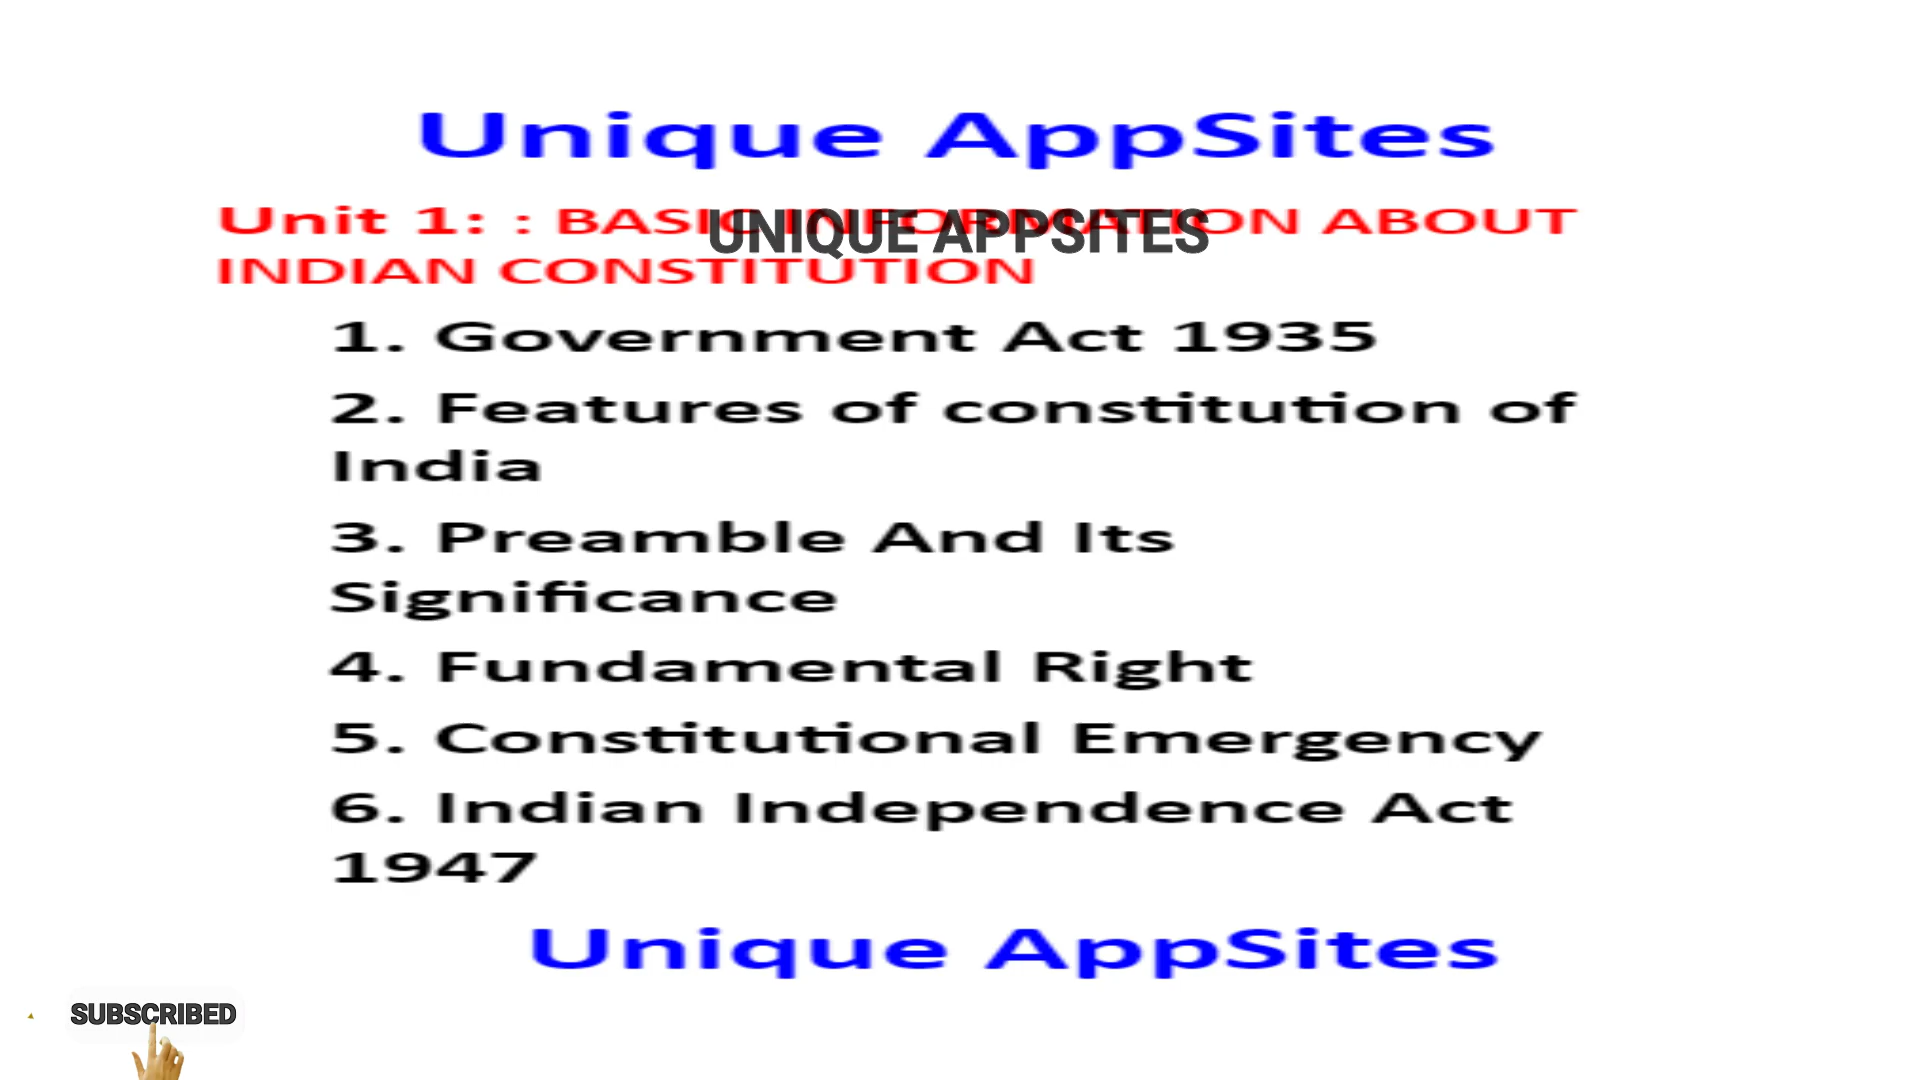 Unique AppSites
Unit 1: : BASIC INFORMATION ABOUT
UNIQUE APPSITES
INDIAN CONSTITUTION
1. Government Act 1935
2. Features of constitution of
India
3. Preamble And Its
Significance
4. Fundamental Right
5. Constitutional Emergency
6. Indian Independence Act
1947
Unique AppSites
SUBSCRIBED